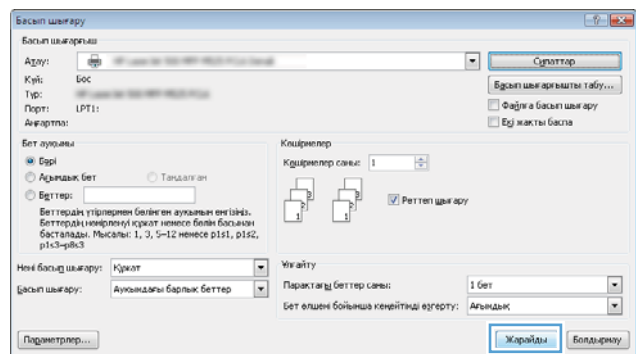 Басып шығару
Басып шығарғыш
Атау:
Сипаттар
Күй: Бос
Басып шығарғышты табу...
Түр:
Порт: LPT1:
Файлға басып шығару
Аңғартпа:
Екі жақты баспа
Бет ауқымы
Көшірмелер
Бәрі
Көшірмелер саны: 1
Ағымдық бет
Таңдалған
Беттер:
Реттеп шығару
Беттердің үтірлермен бөлінген ауқымын енгізіңіз.
Беттердің нөмірленуі құжат немесе бөлім басынан
басталады. Мысалы: 1, 3, 5–12 немесе p1s1, p1s2,
p1s3–p8s3
Нені басып шығару: Құжат
Ұлғайту
Басып шығару: Ауқымдағы барлық беттер
Парақтағы беттер саны: 1 бет
Бет өлшемі бойынша кеңейтімді өзгерту: Ағымдық
Параметрлер...
Жарайды
Болдырмау